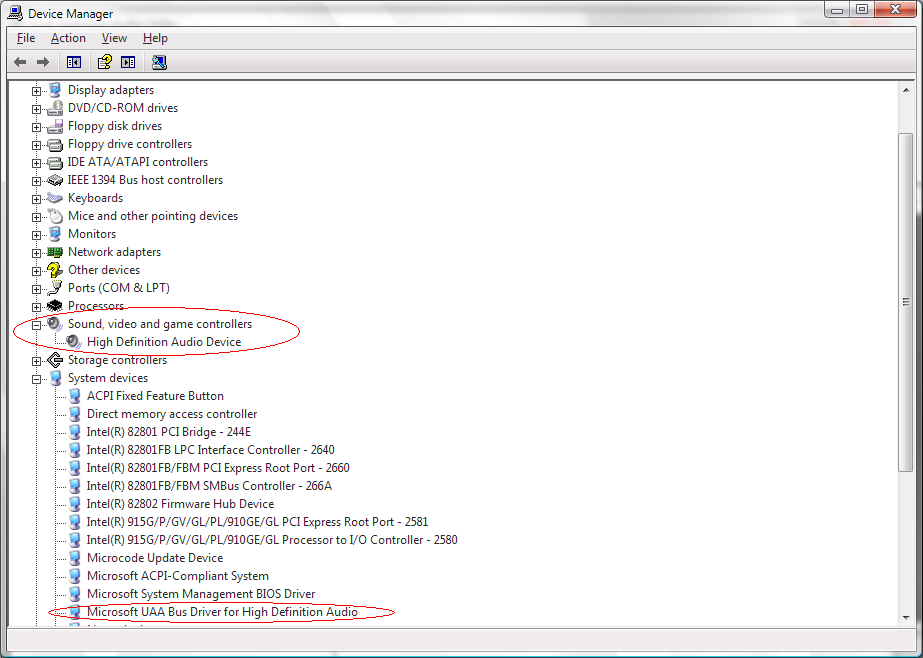 Device Manager
File Action View Help
Display adapters
DVD/CD-ROM drives
Floppy disk drives
Floppy drive controllers
IDE ATA/ATAPI controllers
IEEE 1394 Bus host controllers
Keyboards
Mice and other pointing devices
Monitors
Network adapters
Other devices
Ports (COM & LPT)
Processors
Sound, video and game controllers
High Definition Audio Device
Storage controllers
System devices
ACPI Fixed Feature Button
Direct memory access controller
Intel(R) 82801 PCI Bridge - 244E
Intel(R) 82801FB LPC Interface Controller - 2640
Intel(R) 82801FB/FBM PCI Express Root Port - 2660
Intel(R) 82801FB/FBM SMBus Controller - 266A
Intel(R) 82802 Firmware Hub Device
Intel(R) 915G/P/GV/GL/PL/910GE/GL PCI Express Root Port - 2581
Intel(R) 915G/P/GV/GL/PL/910GE/GL Processor to I/O Controller - 2580
Microcode Update Device
Microsoft ACPI-Compliant System
Microsoft System Management BIOS Driver
Microsoft UAA Bus Driver for High Definition Audio